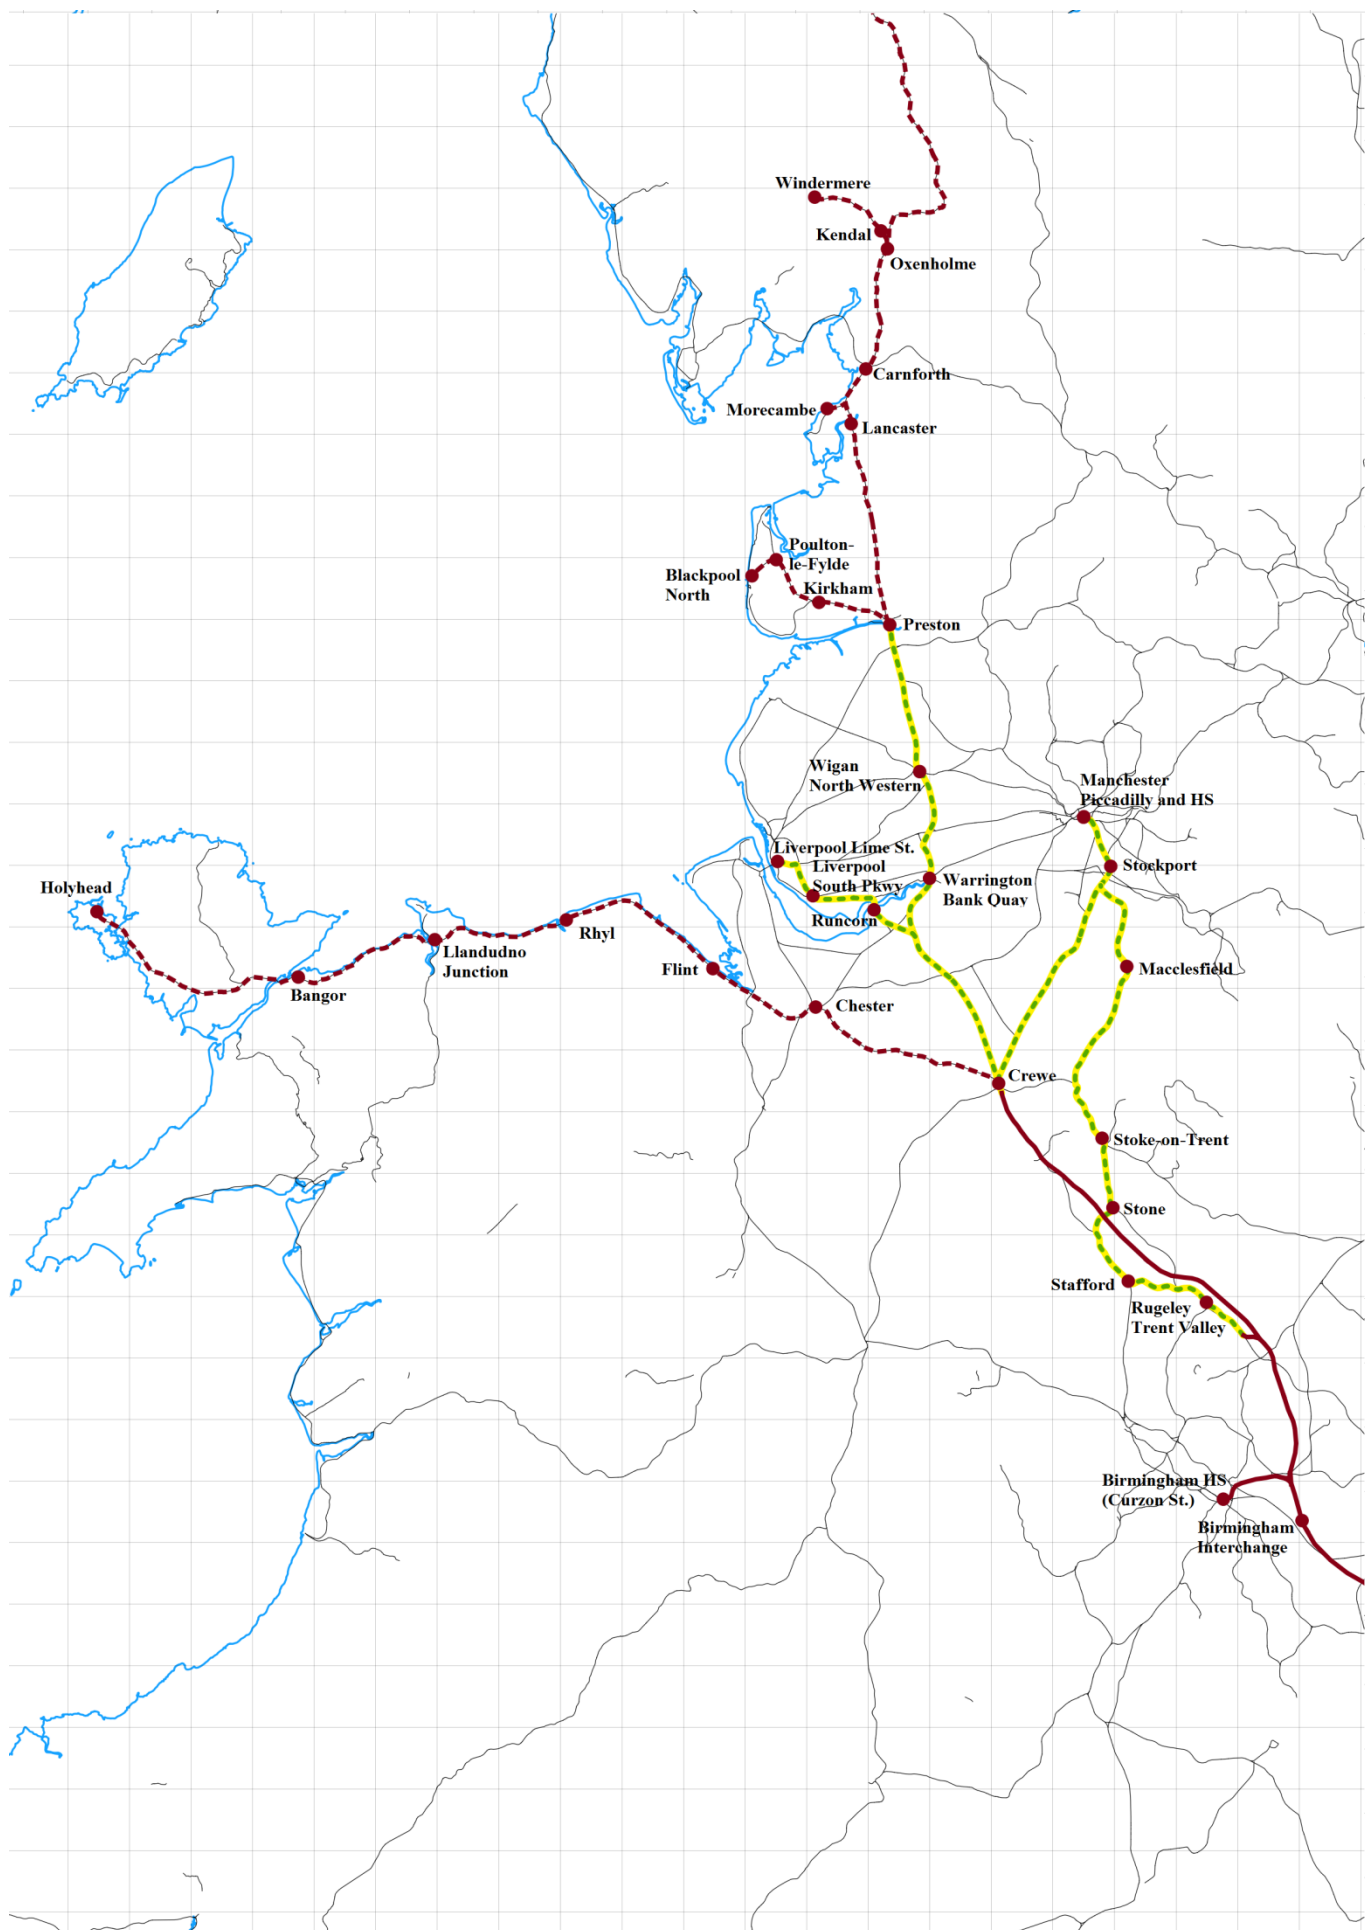 Windermere
Kendal
Oxenholme
Carnforth
Morecambe
Lancaster
Poulton-
le-Fylde
Blackpool
North
Kirkham
Preston
Wigan
North Western
Manchester
Piccadilly and HS
Liverpool Lime St.
Liverpool
South Pkwy
Stockport
Warrington
Bank Quay
Holyhead
Runcorn
Rhyl
Llandudno
Junction
Flint
Macclesfield
Bangor
Chester
Crewe
Stoke-on-Trent
Stone
Stafford
Rugeley
Trent Valley
Birmingham HS
(Curzon St.)
Birmingham
Interchange